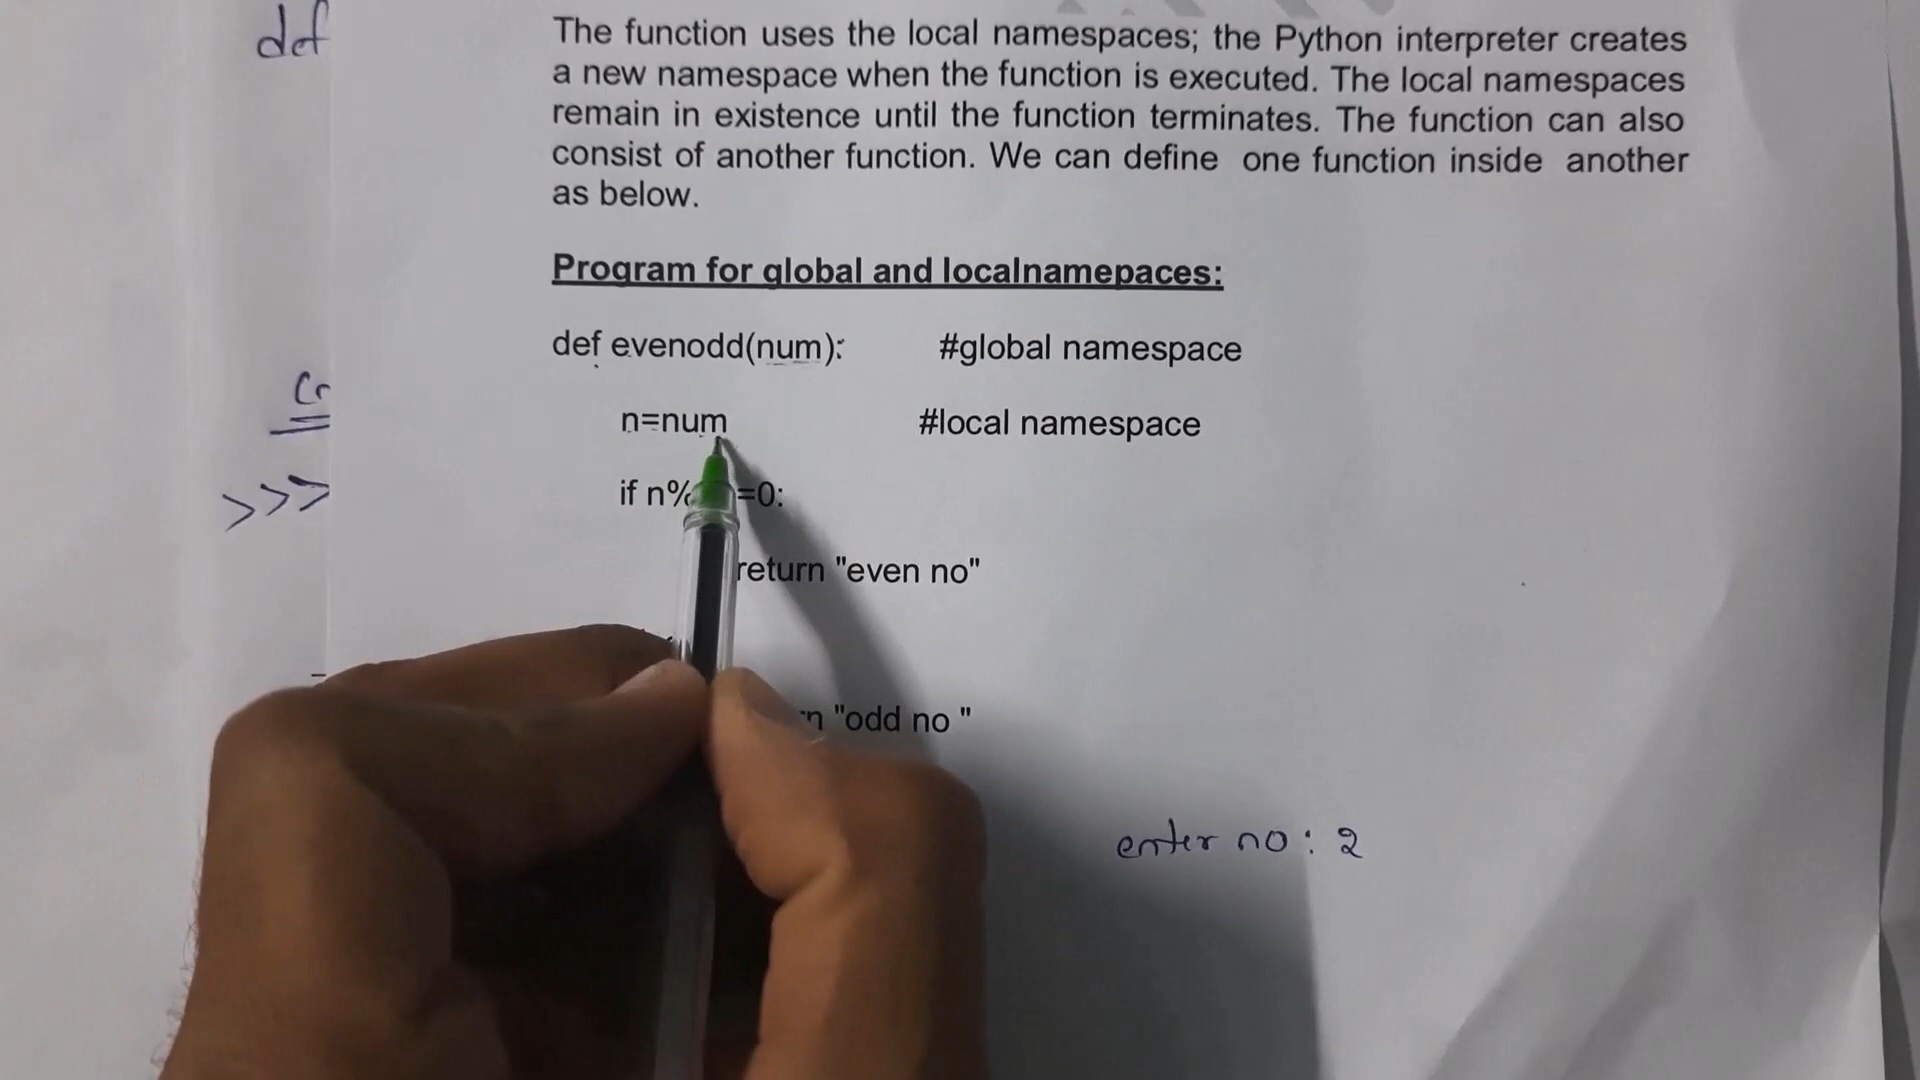 def
The function uses the local namespaces; the Python interpreter creates
a new namespace when the function is executed. The local namespaces
remain in existence until the function terminates. The function can also
consist of another function. We can define one function inside another
as below.
Program for global and localnamepaces:
def evenodd(num): #global namespace
n=num #local namespace
>>>
if n% =0:
return "even no"
"odd no "
enter no : 2